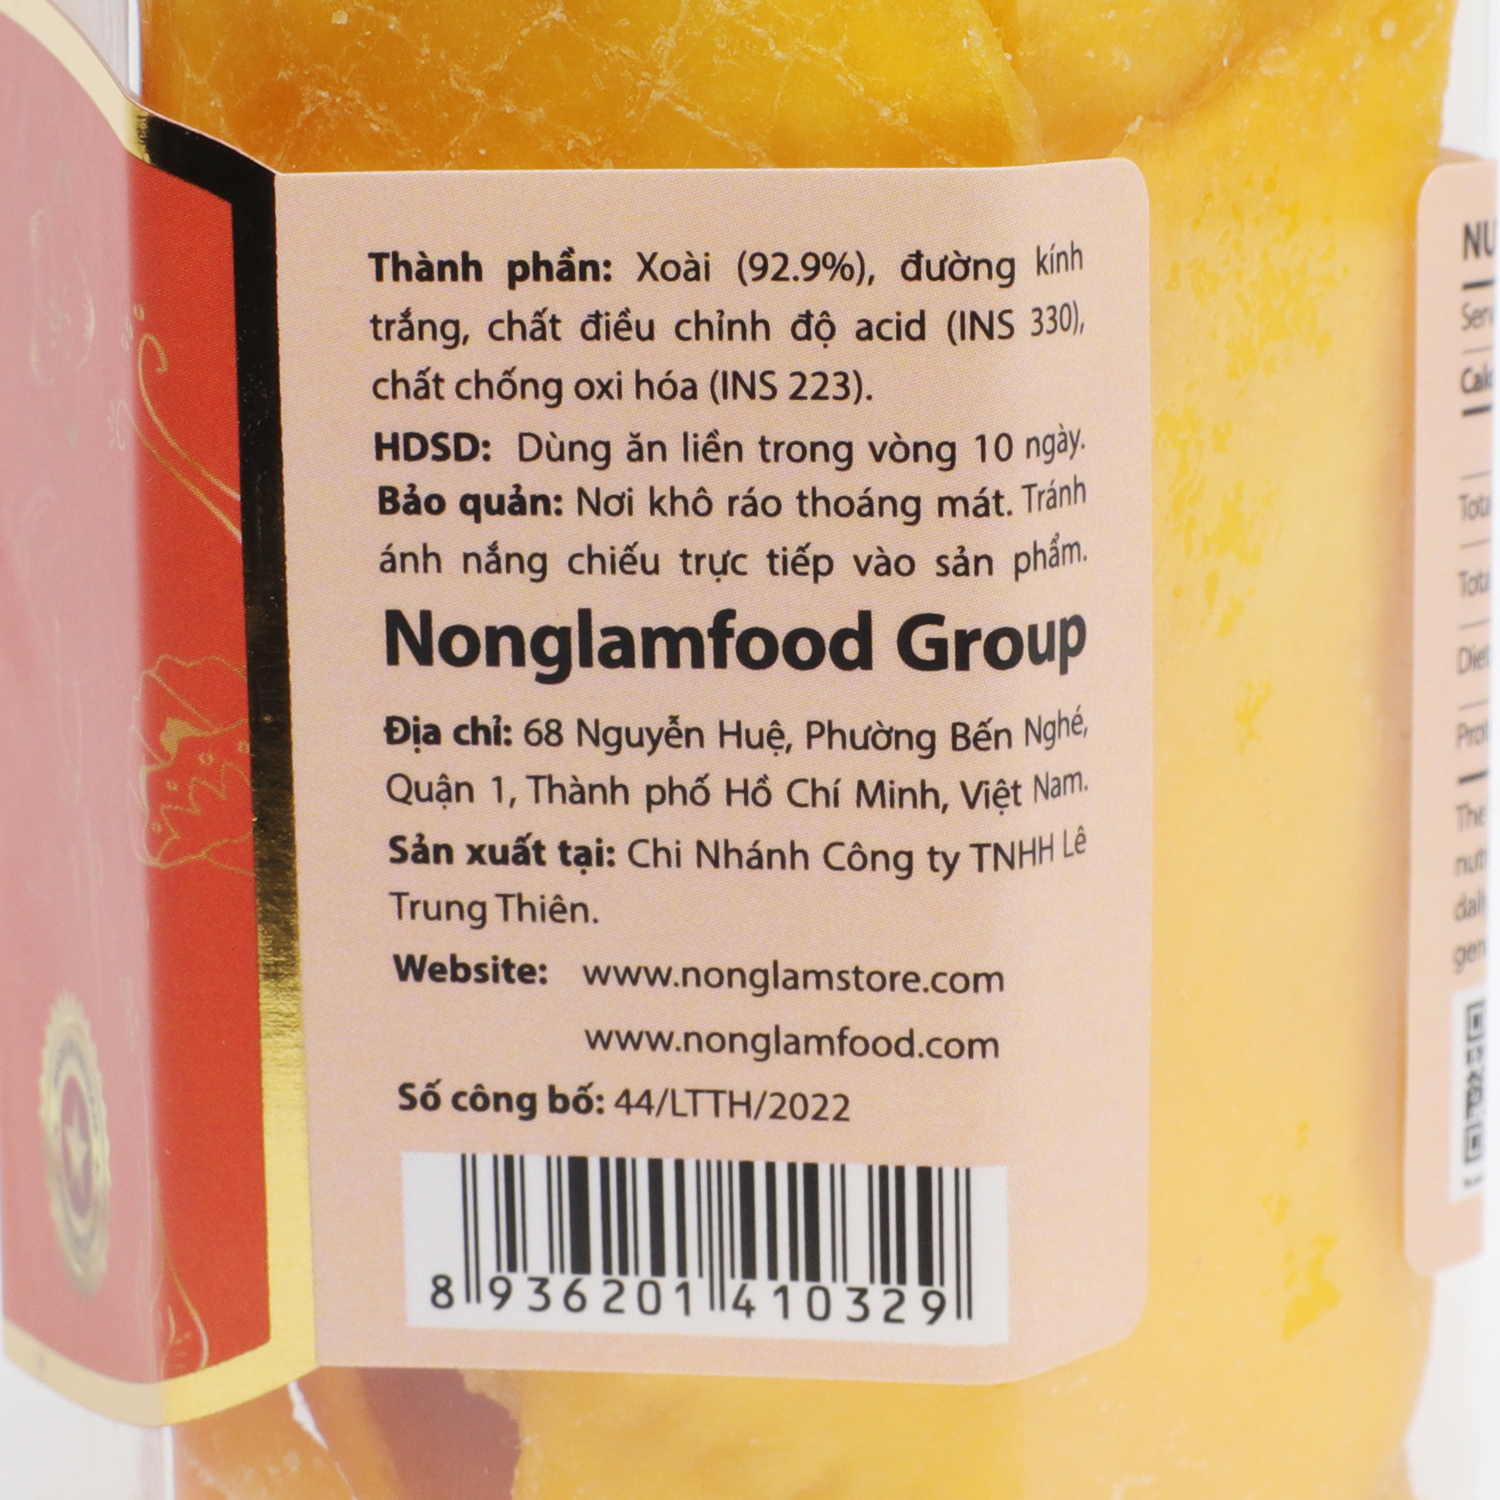 Thành phần: Xoài (92.9%), đường kính
trắng, chất điều chỉnh độ acid (INS 330),
chất chống oxi hóa (INS 223).
HDSD: Dùng ăn liền trong vòng 10 ngày.
Bảo quản: Nơi khô ráo thoáng mát. Tránh
ánh nắng chiếu trực tiếp vào sản phẩm.
Nonglamfood Group
Địa chỉ: 68 Nguyễn Huệ, Phường Bến Nghé,
Quận 1, Thành phố Hồ Chí Minh, Việt Nam.
Sản xuất tại: Chi Nhánh Công ty TNHH Lê
Trung Thiên.
Website: www.nonglamstore.com
www.nonglamfood.com
Số công bố: 44/LTTH/2022
8 936201 410329
The